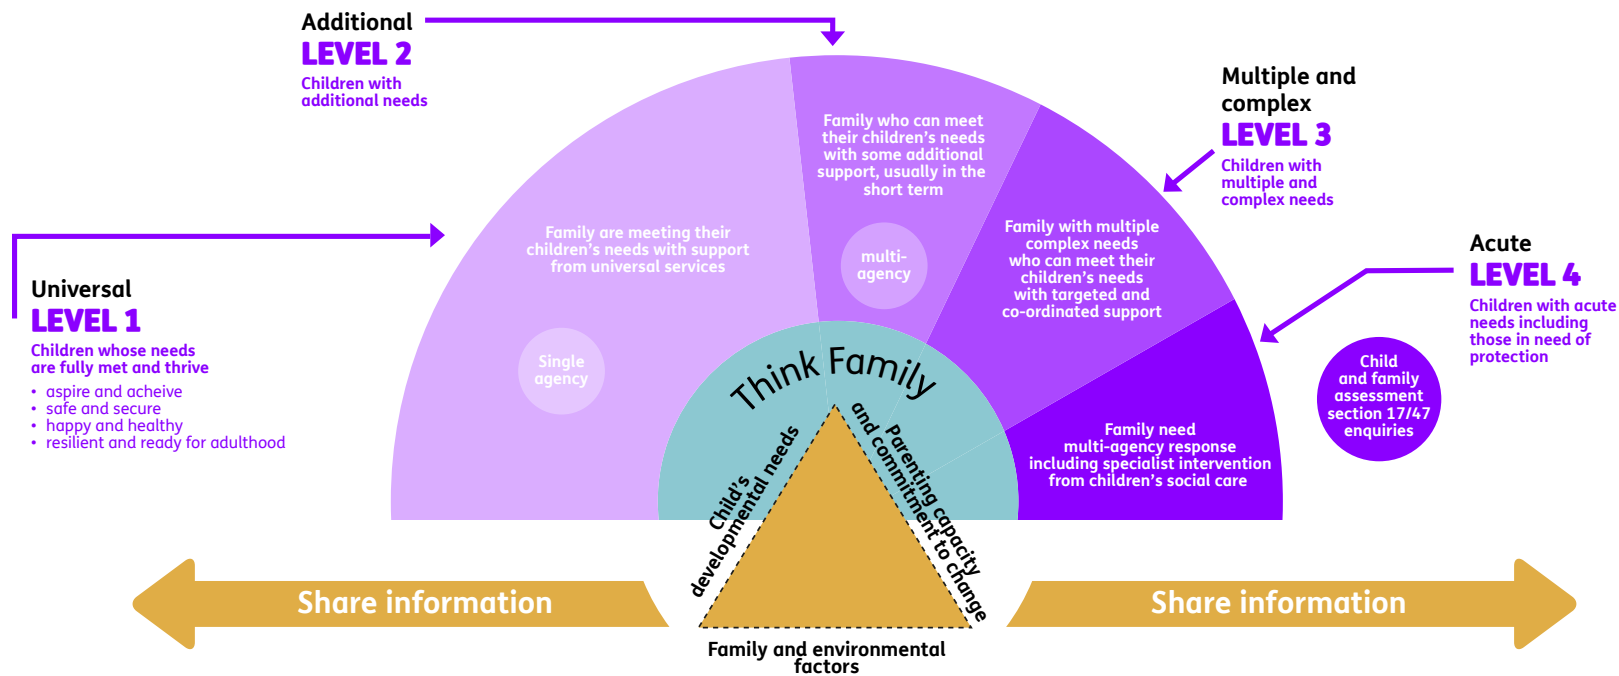 Additional
LEVEL 2
Children with
additional needs
Multiple and
complex
LEVEL 3
Children with
multiple and
complex needs
Acute
LEVEL 4
Children with acute
needs including
those in need of
protection
Universal
LEVEL 1
Children whose needs
are fully met and thrive
• aspire and acheive
• safe and secure
• happy and healthy
• resilient and ready for adulthood
Family are meeting their
children's needs with support
from universal services
Single
agency
Family who can meet
their children's needs
with some additional
support, usually in the
short term
multi-
agency
Family with multiple
complex needs
who can meet their
children's needs
with targeted and
co-ordinated support
Family need
multi-agency response
including specialist intervention
from children's social care
Child
and family
assessment
section 17/47
enquiries
Think Family
Child's
developmental needs
Parenting capacity
and commitment to change
Family and environmental
factors
Share information
Share information